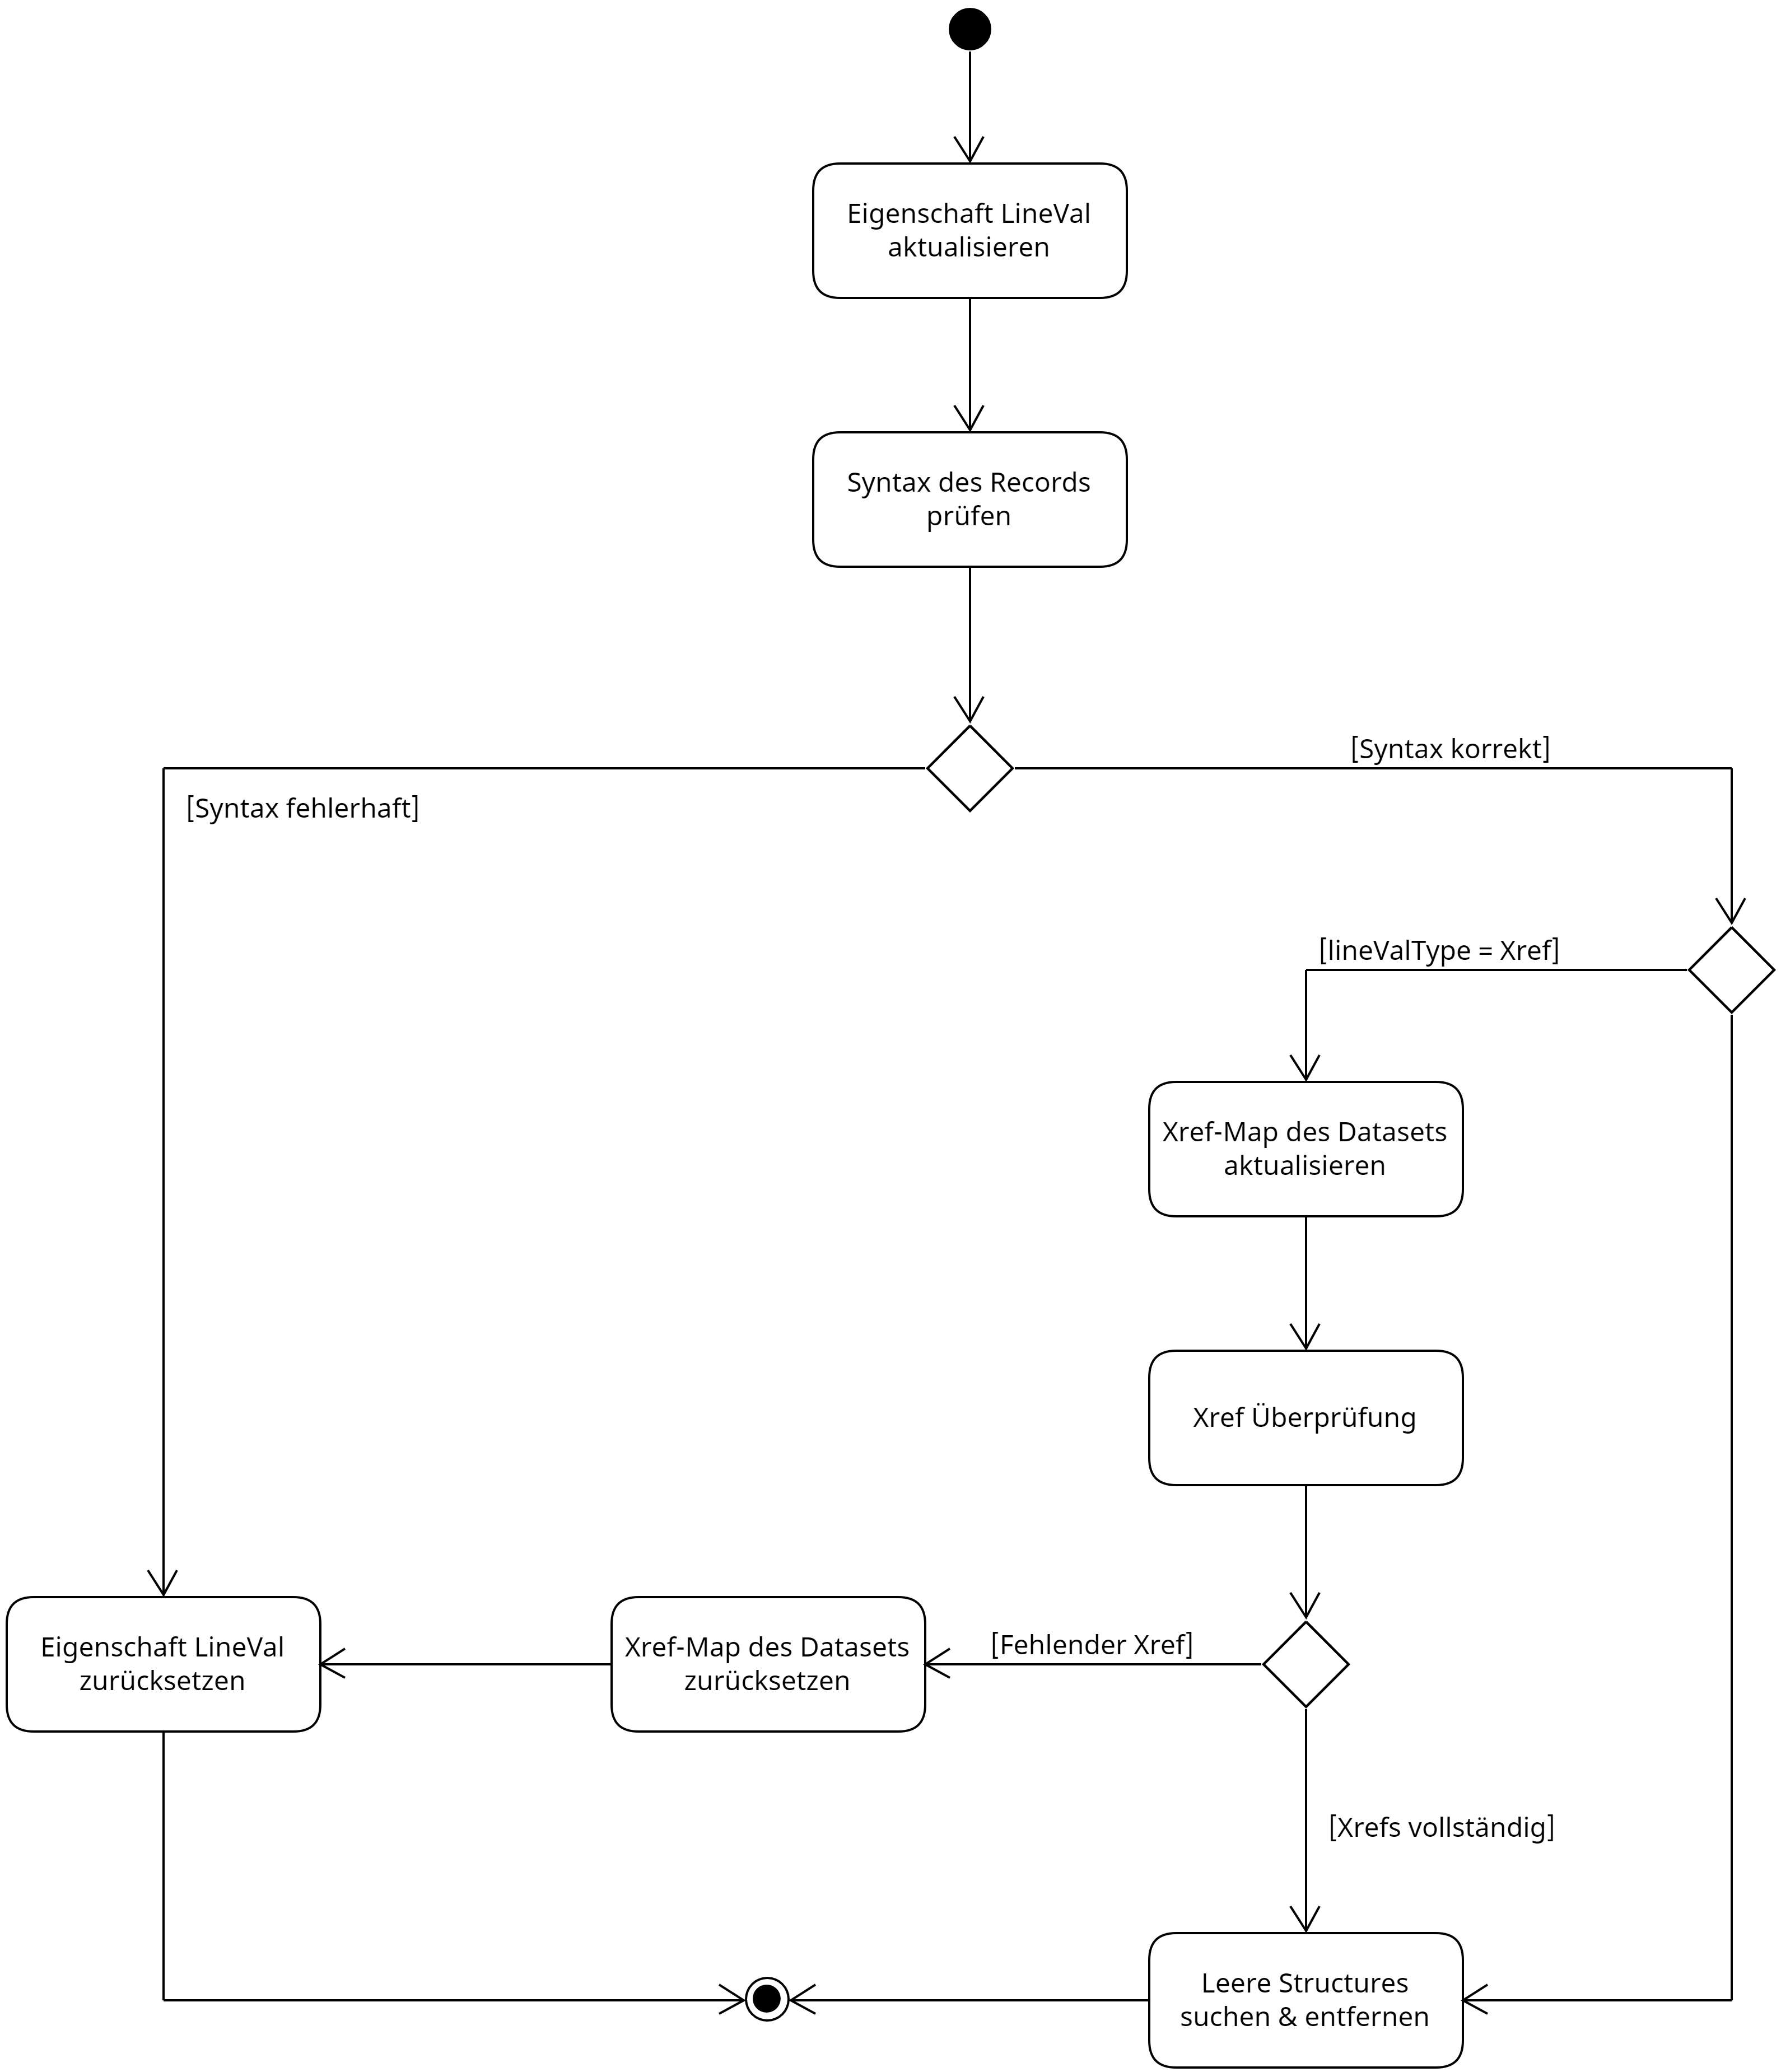 Eigenschaft LineVal
aktualisieren
Syntax des Records
prüfen
[Syntax korrekt]
[Syntax fehlerhaft]
[lineValType = Xref]
Xref-Map des Datasets
aktualisieren
Xref Überprüfung
[Fehlender Xref]
Xref-Map des Datasets
zurücksetzen
Eigenschaft LineVal
zurücksetzen
[Xrefs vollständig]
Leere Structures
suchen & entfernen